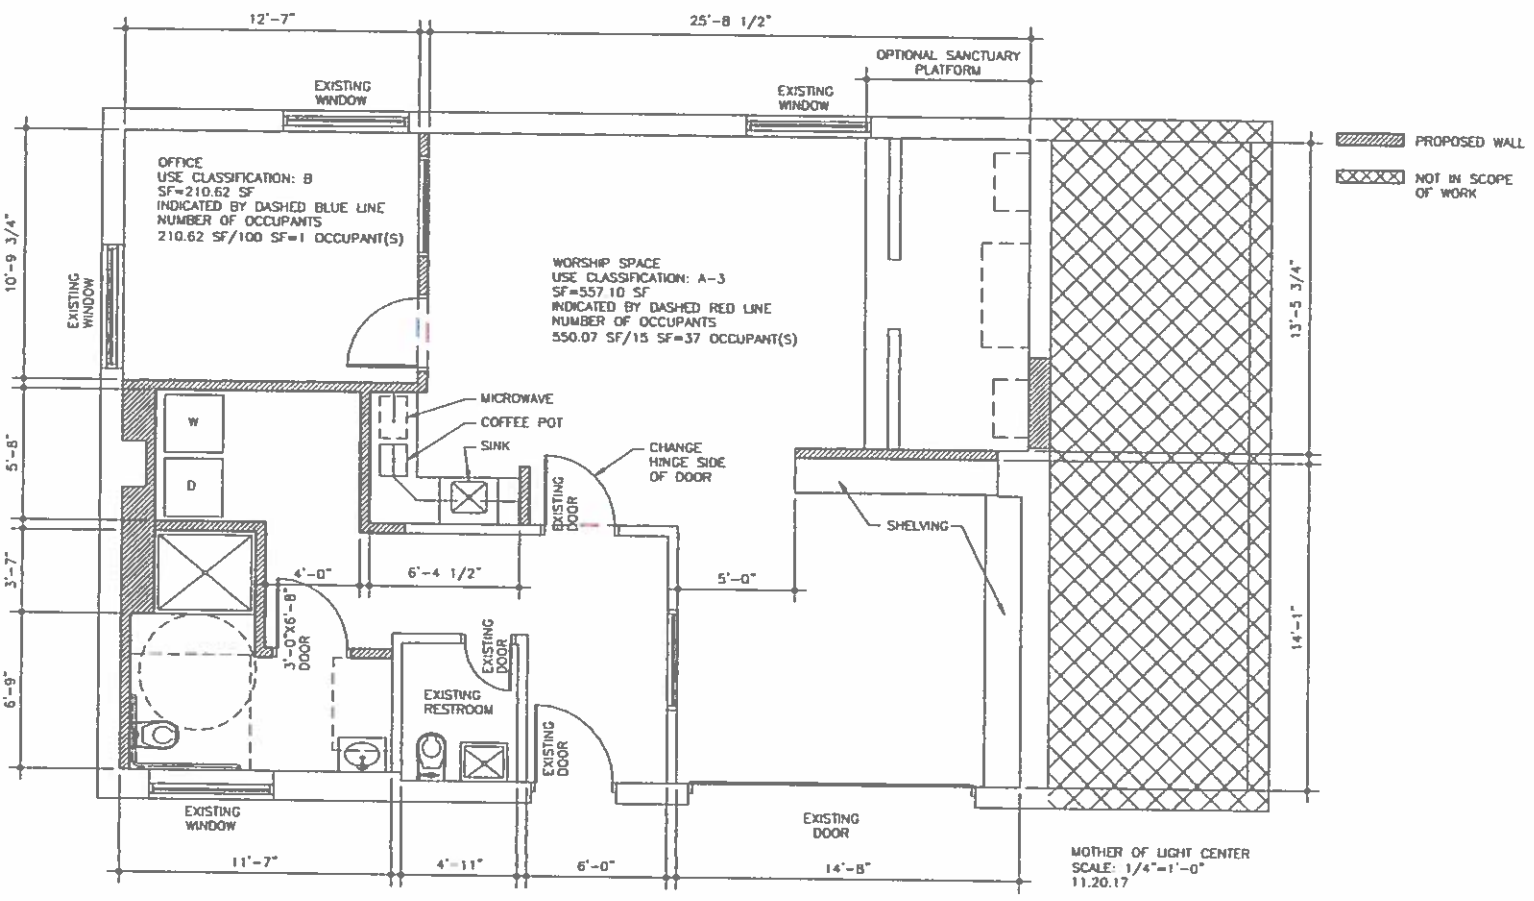 12'-7"
25'-8 1/2"
OPTIONAL SANCTUARY
PLATFORM
EXISTING
WINDOW
EXISTING
WINDOW
PROPOSED WALL
NOT IN SCOPE
OF WORK
OFFICE
USE CLASSIFICATION: B
SF=210.62 SF
INDICATED BY DASHED BLUE LINE
NUMBER OF OCCUPANTS
210.62 SF/100 SF=1 OCCUPANT(S)
10'-9 3/4"
EXISTING
WINDOW
WORSHIP SPACE
USE CLASSIFICATION: A-3
SF=557.10 SF
INDICATED BY DASHED RED LINE
NUMBER OF OCCUPANTS
550.07 SF/15 SF=37 OCCUPANT(S)
13'-5 3/4"
MICROWAVE
COFFEE POT
SINK
CHANGE
HINGE SIDE
OF DOOR
W
D
5'-8"
EXISTING
DOOR
SHELVING
3'-7"
4'-0"
6'-4 1/2"
5'-0"
3'-0"X6'-8"
DOOR
EXISTING
DOOR
14'-1"
6'-9"
EXISTING
RESTROOM
EXISTING
DOOR
EXISTING
WINDOW
EXISTING
DOOR
11'-7"
4'-11"
6'-0"
14'-8"
MOTHER OF LIGHT CENTER
SCALE: 1/4"=1'-0"
11.20.17